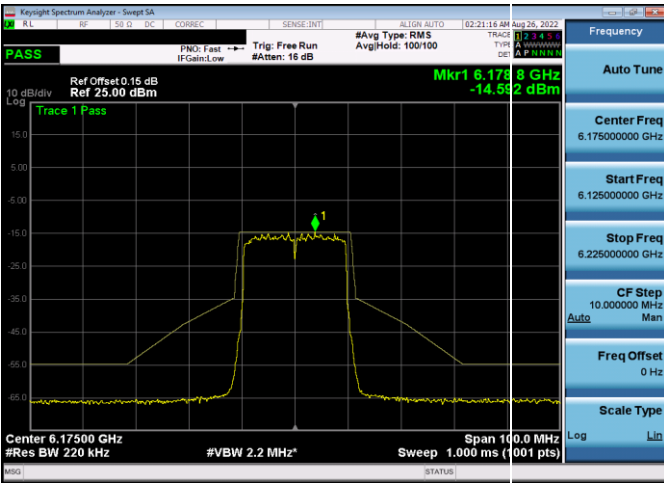 Keysight Spectrum Analyzer - Swept SA
RL RF 50 Ω DC CORREC SENSE:INT ALIGN AUTO 02:21:16 AM Aug 26, 2022
PASS
PNO: Fast
IFGain:Low
Trig: Free Run
#Atten: 16 dB
#Avg Type: RMS
Avg|Hold: 100/100
TRACE 1 2 3 4 5 6
TYPE A WWWWW
DET A P N N N N
Ref Offset 0.15 dB
10 dB/div Ref 25.00 dBm
Log
Mkr1 6.178 8 GHz
-14.592 dBm
Trace 1 Pass
15.0
5.00
-5.00
-15.0
-25.0
-35.0
-45.0
-55.0
-65.0
1
Center 6.17500 GHz Span 100.0 MHz
#Res BW 220 kHz #VBW 2.2 MHz* Sweep 1.000 ms (1001 pts)
MSG STATUS
Frequency
Auto Tune
Center Freq
6.175000000 GHz
Start Freq
6.125000000 GHz
Stop Freq
6.225000000 GHz
CF Step
10.000000 MHz
Auto Man
Freq Offset
0 Hz
Scale Type
Log Lin